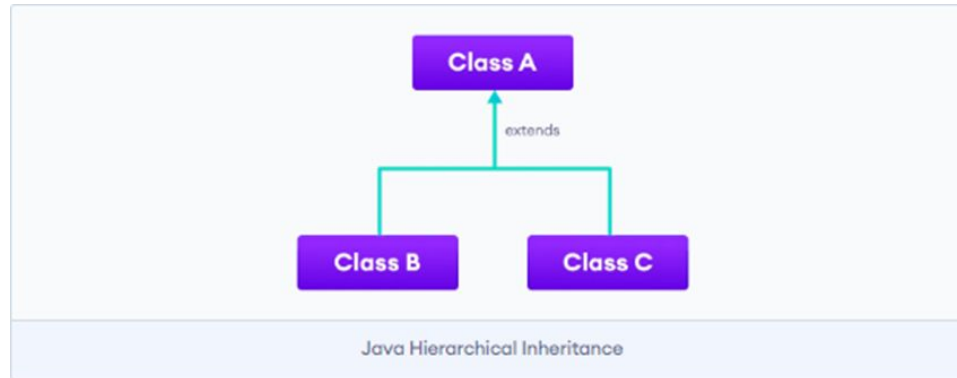 Class A
extends
Class B
Class C
Java Hierarchical Inheritance